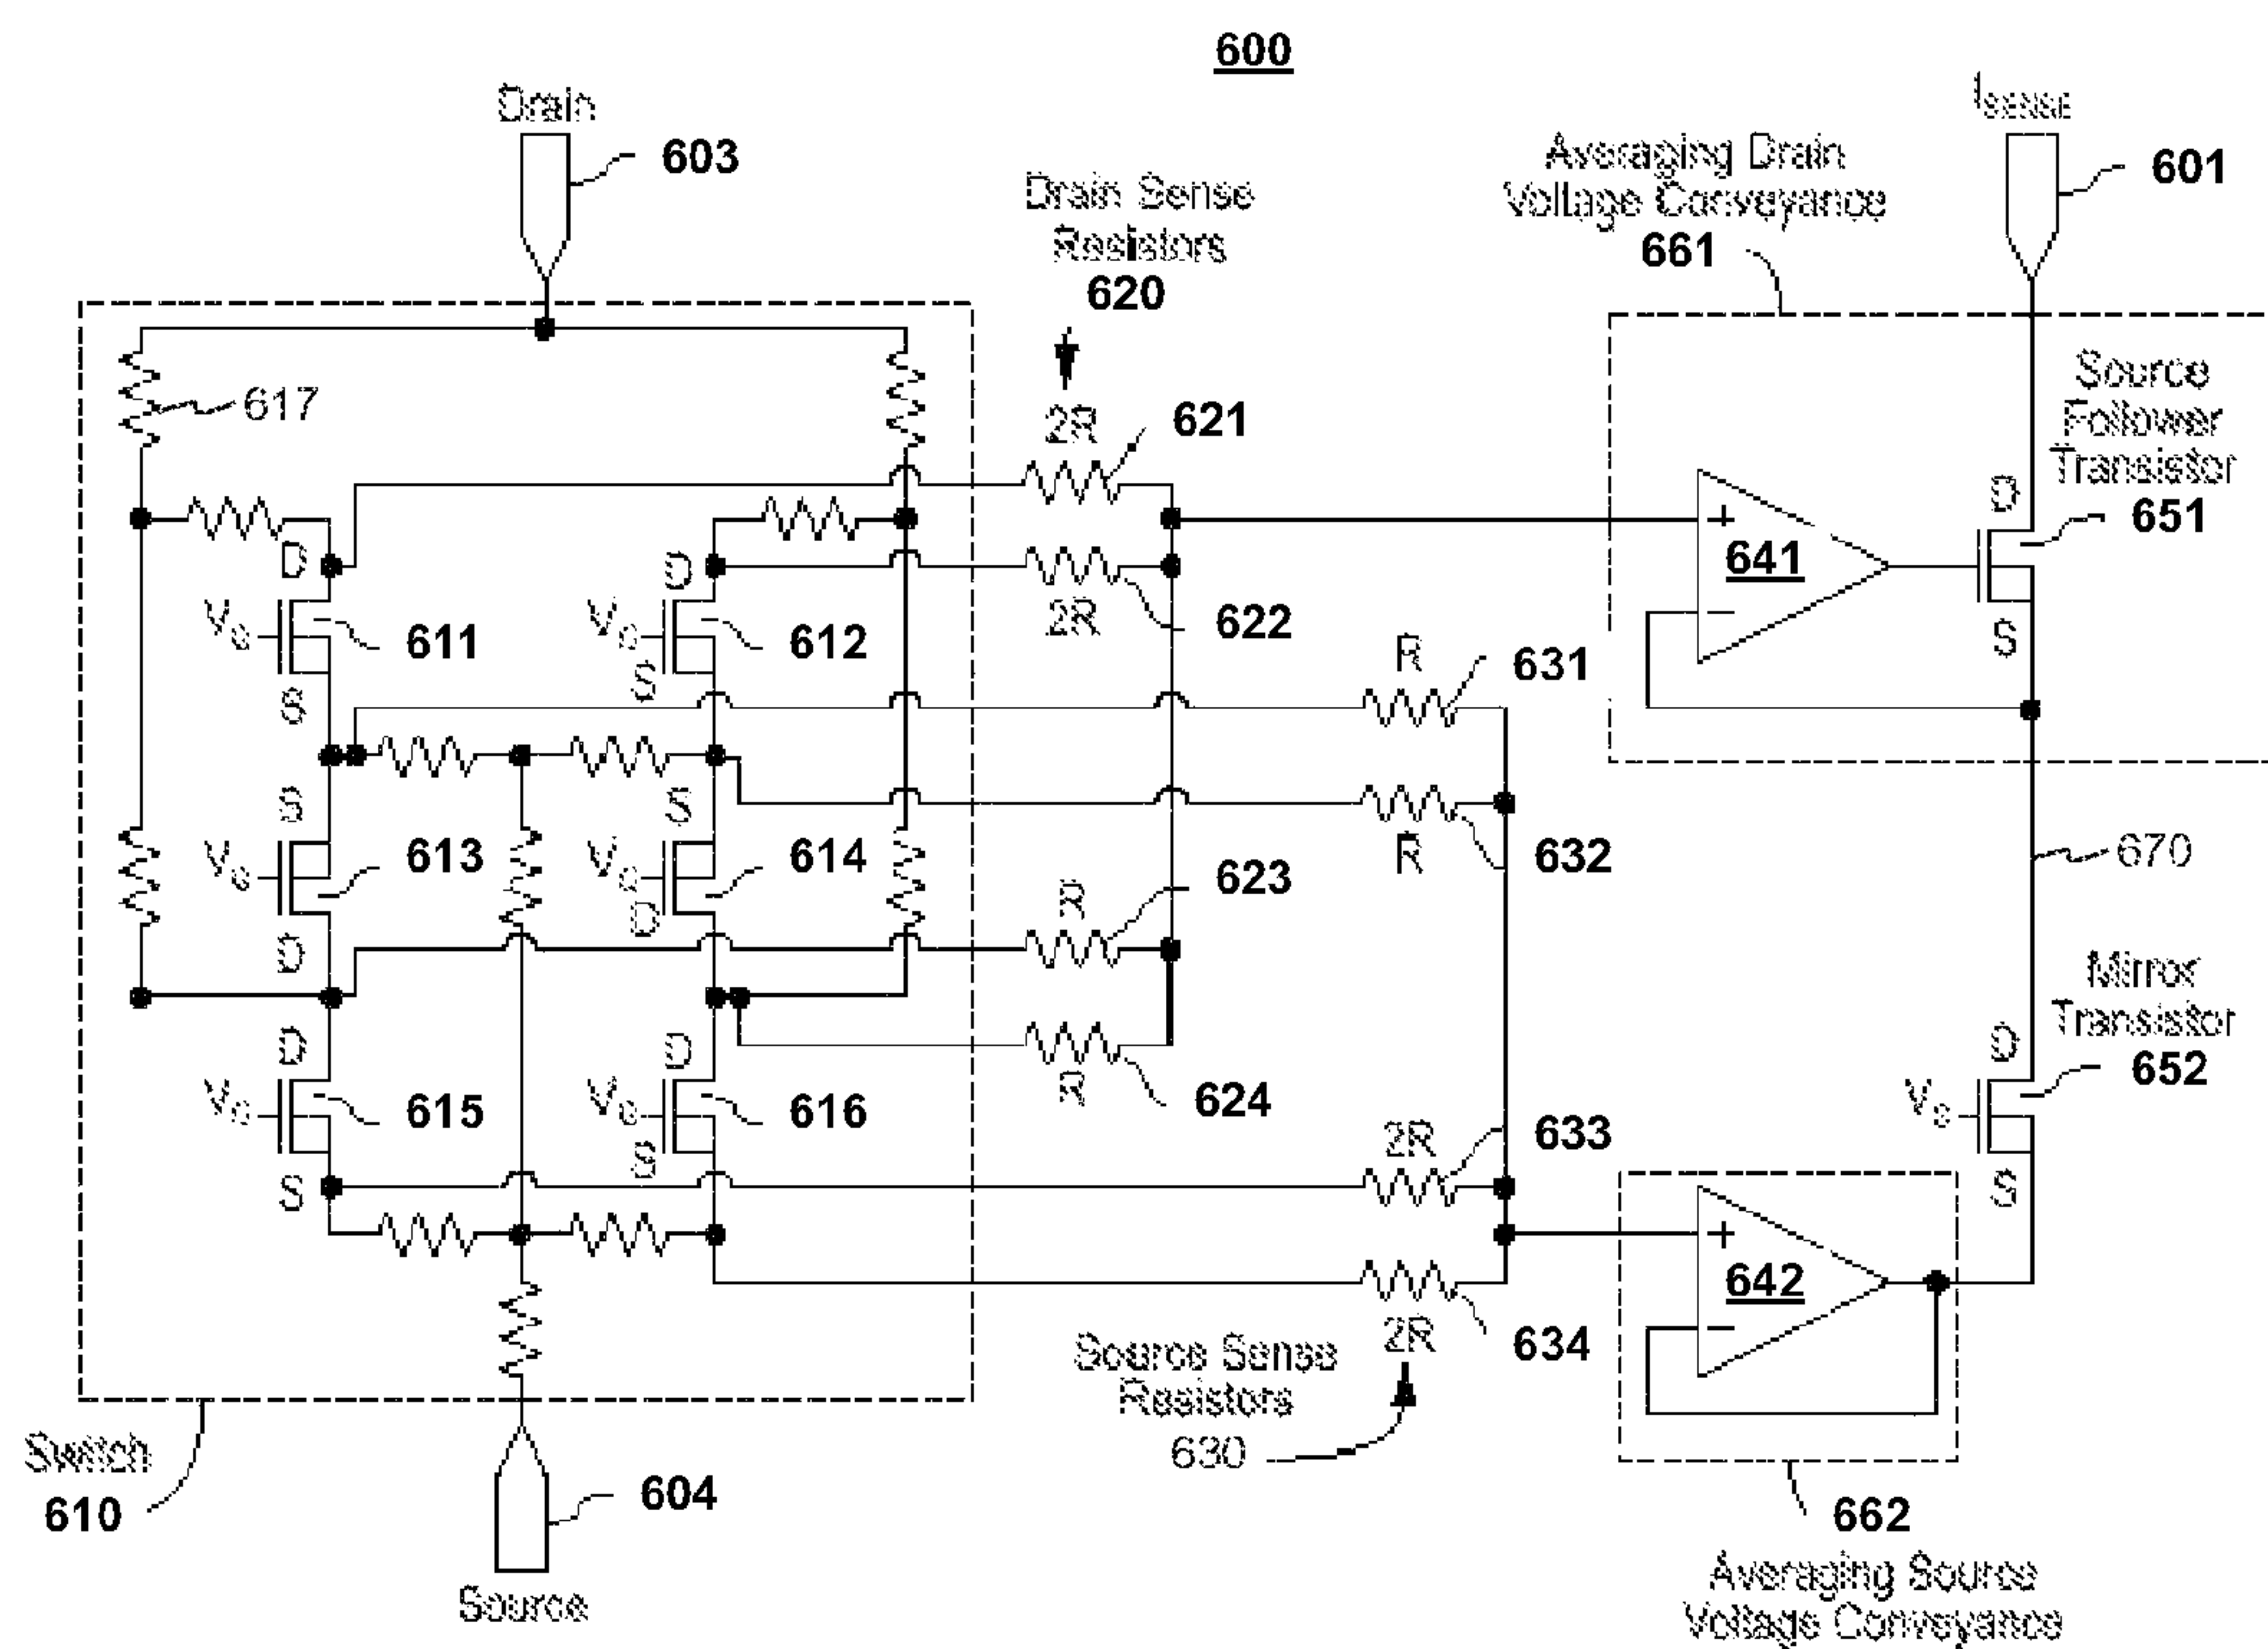 600
Drain
603
ISENSE
601
Averaging Drain
Voltage Conveyance
661
Drain Sense
Resistors
620
617
2R
621
Source
Follower
Transistor
651
D
S
+
641
−
D
VG
611
S
D
VG
612
S
2R
622
R
631
S
VG
613
D
S
VG
614
D
R
632
R
623
670
R
624
D
VG
615
S
D
VG
616
S
Mirror
Transistor
652
D
VG
S
2R
633
2R
634
+
642
−
Source Sense
Resistors
630
Switch
610
604
Source
662
Averaging Source
Voltage Conveyance